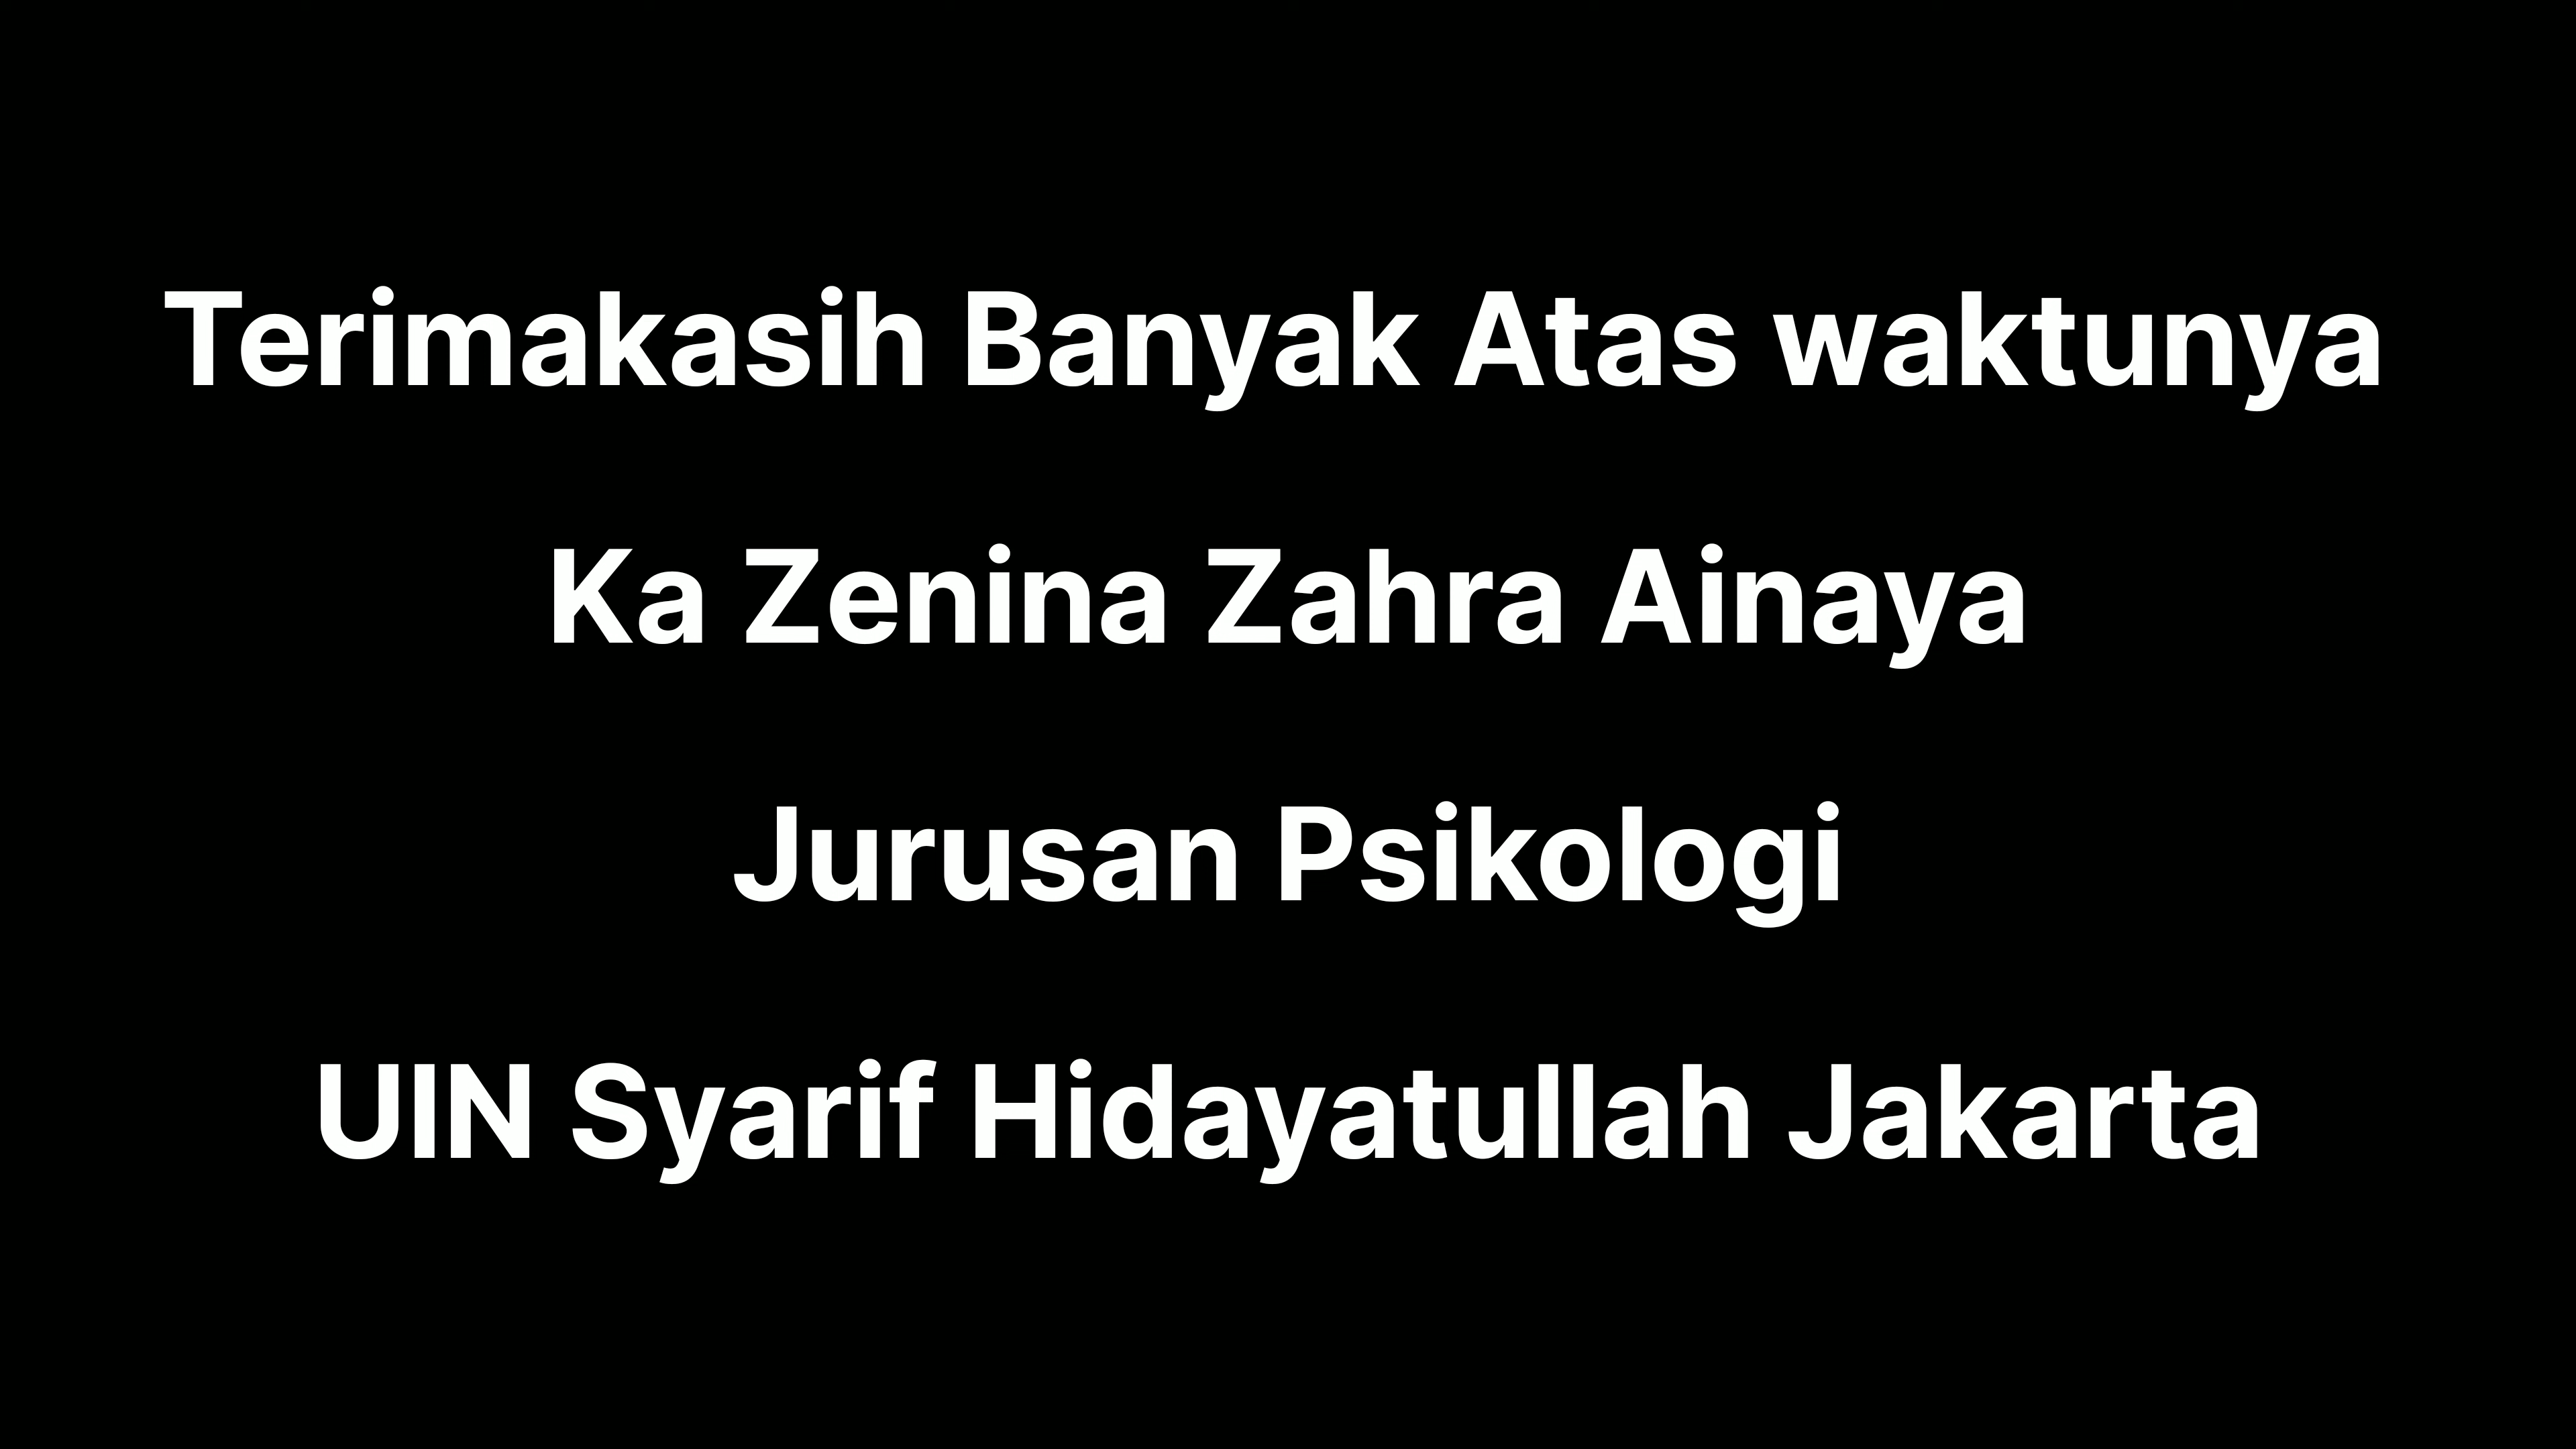 Terimakasih Banyak Atas waktunya
Ka Zenina Zahra Ainaya
Jurusan Psikologi
UIN Syarif Hidayatullah Jakarta